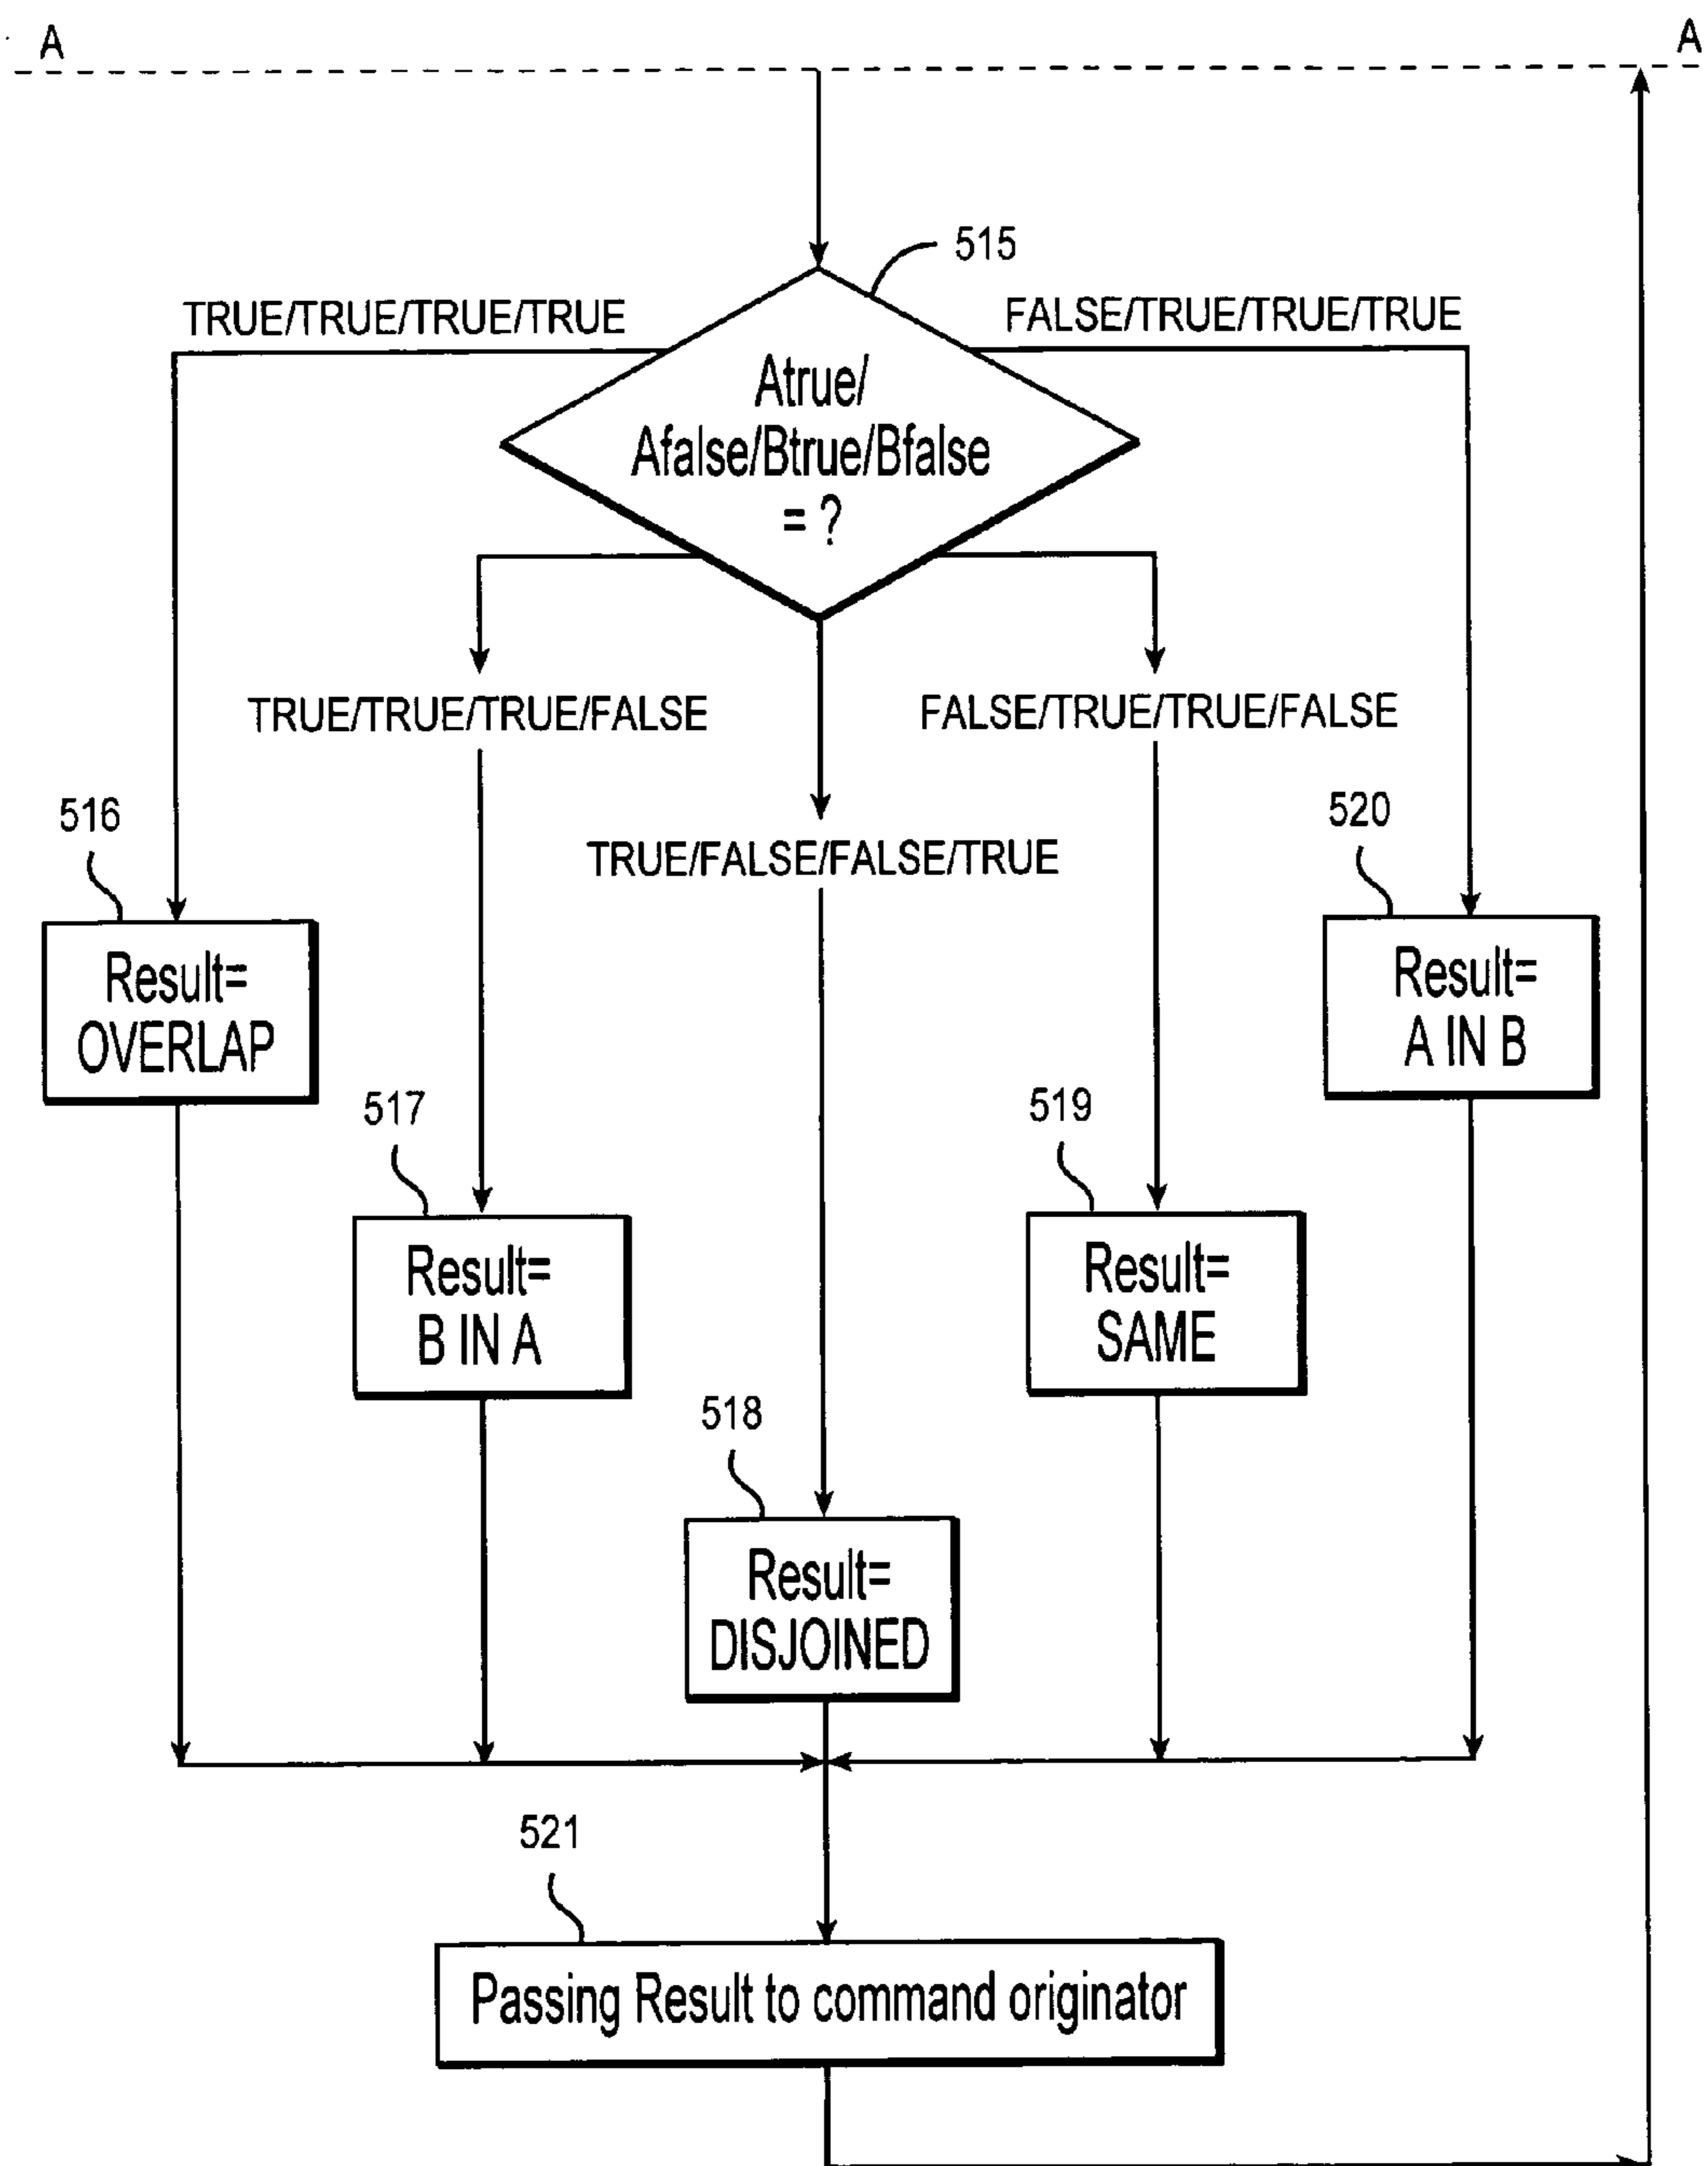 A
A
515
TRUE/TRUE/TRUE/TRUE
FALSE/TRUE/TRUE/TRUE
Atrue/
Afalse/Btrue/Bfalse
= ?
TRUE/TRUE/TRUE/FALSE
FALSE/TRUE/TRUE/FALSE
516
520
TRUE/FALSE/FALSE/TRUE
Result=
OVERLAP
Result=
A IN B
517
519
Result=
B IN A
Result=
SAME
518
Result=
DISJOINED
521
Passing Result to command originator